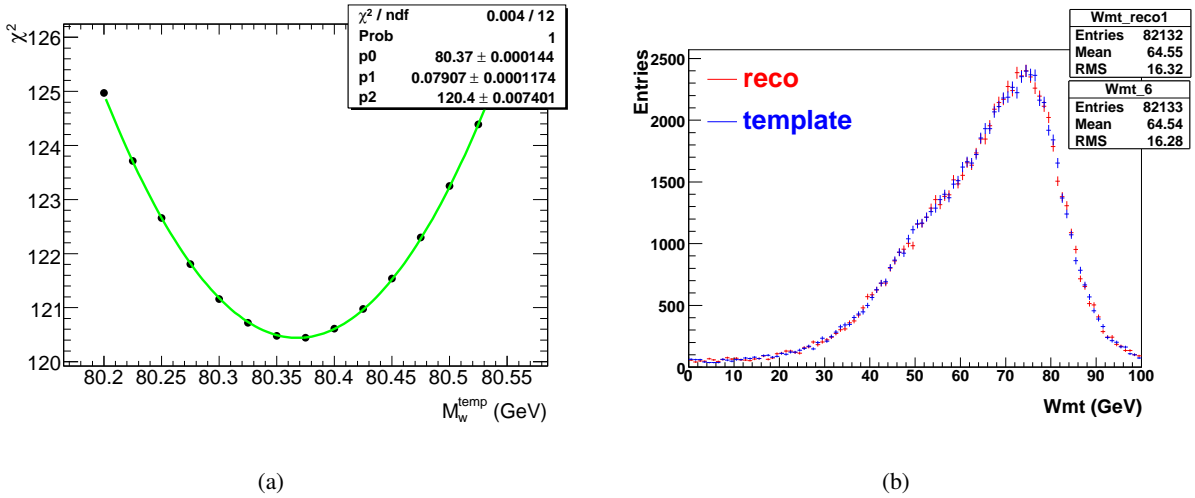 χ² / ndf 0.004 / 12
Prob 1
p0 80.37 ± 0.000144
p1 0.07907 ± 0.0001174
p2 120.4 ± 0.007401
χ²
126
125
124
123
122
121
120
80.2 80.25 80.3 80.35 80.4 80.45 80.5 80.55
M_w^temp (GeV)
(a)
Wmt_reco1
Entries 82132
Mean 64.55
RMS 16.32
Wmt_6
Entries 82133
Mean 64.54
RMS 16.28
Entries
reco
template
2500
2000
1500
1000
500
0
0 10 20 30 40 50 60 70 80 90 100
Wmt (GeV)
(b)